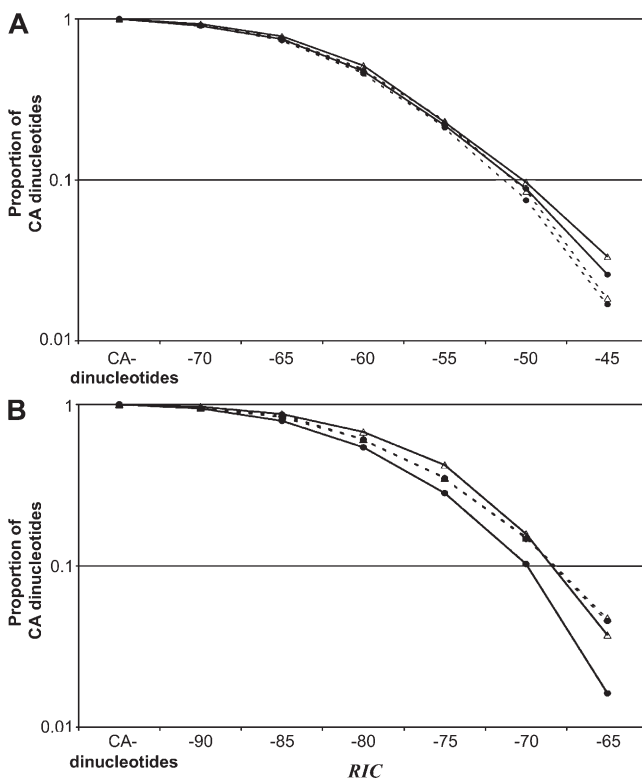 A
1
0.1
0.01
Proportion of
CA dinucleotides
CA-
dinucleotides
-70 -65 -60 -55 -50 -45
B
1
0.1
0.01
Proportion of
CA dinucleotides
CA-
dinucleotides
-90 -85 -80 -75 -70 -65
RIC